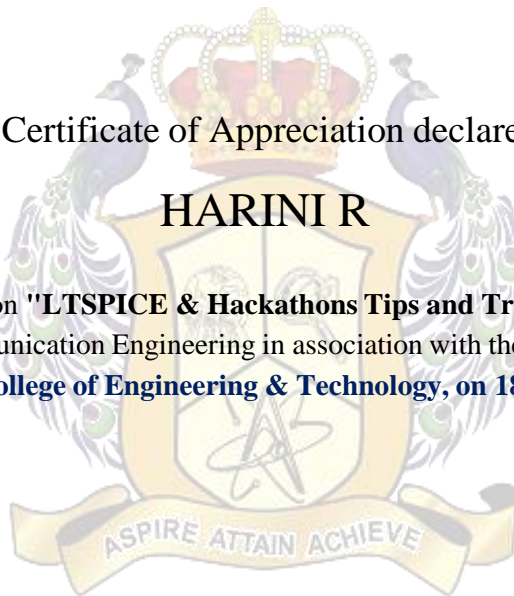 Certificate of Appreciation declare
HARINI R
on "LTSPICE & Hackathons Tips and Tr
unication Engineering in association with the
ollege of Engineering & Technology, on 18
ASPIRE ATTAIN ACHIEVE